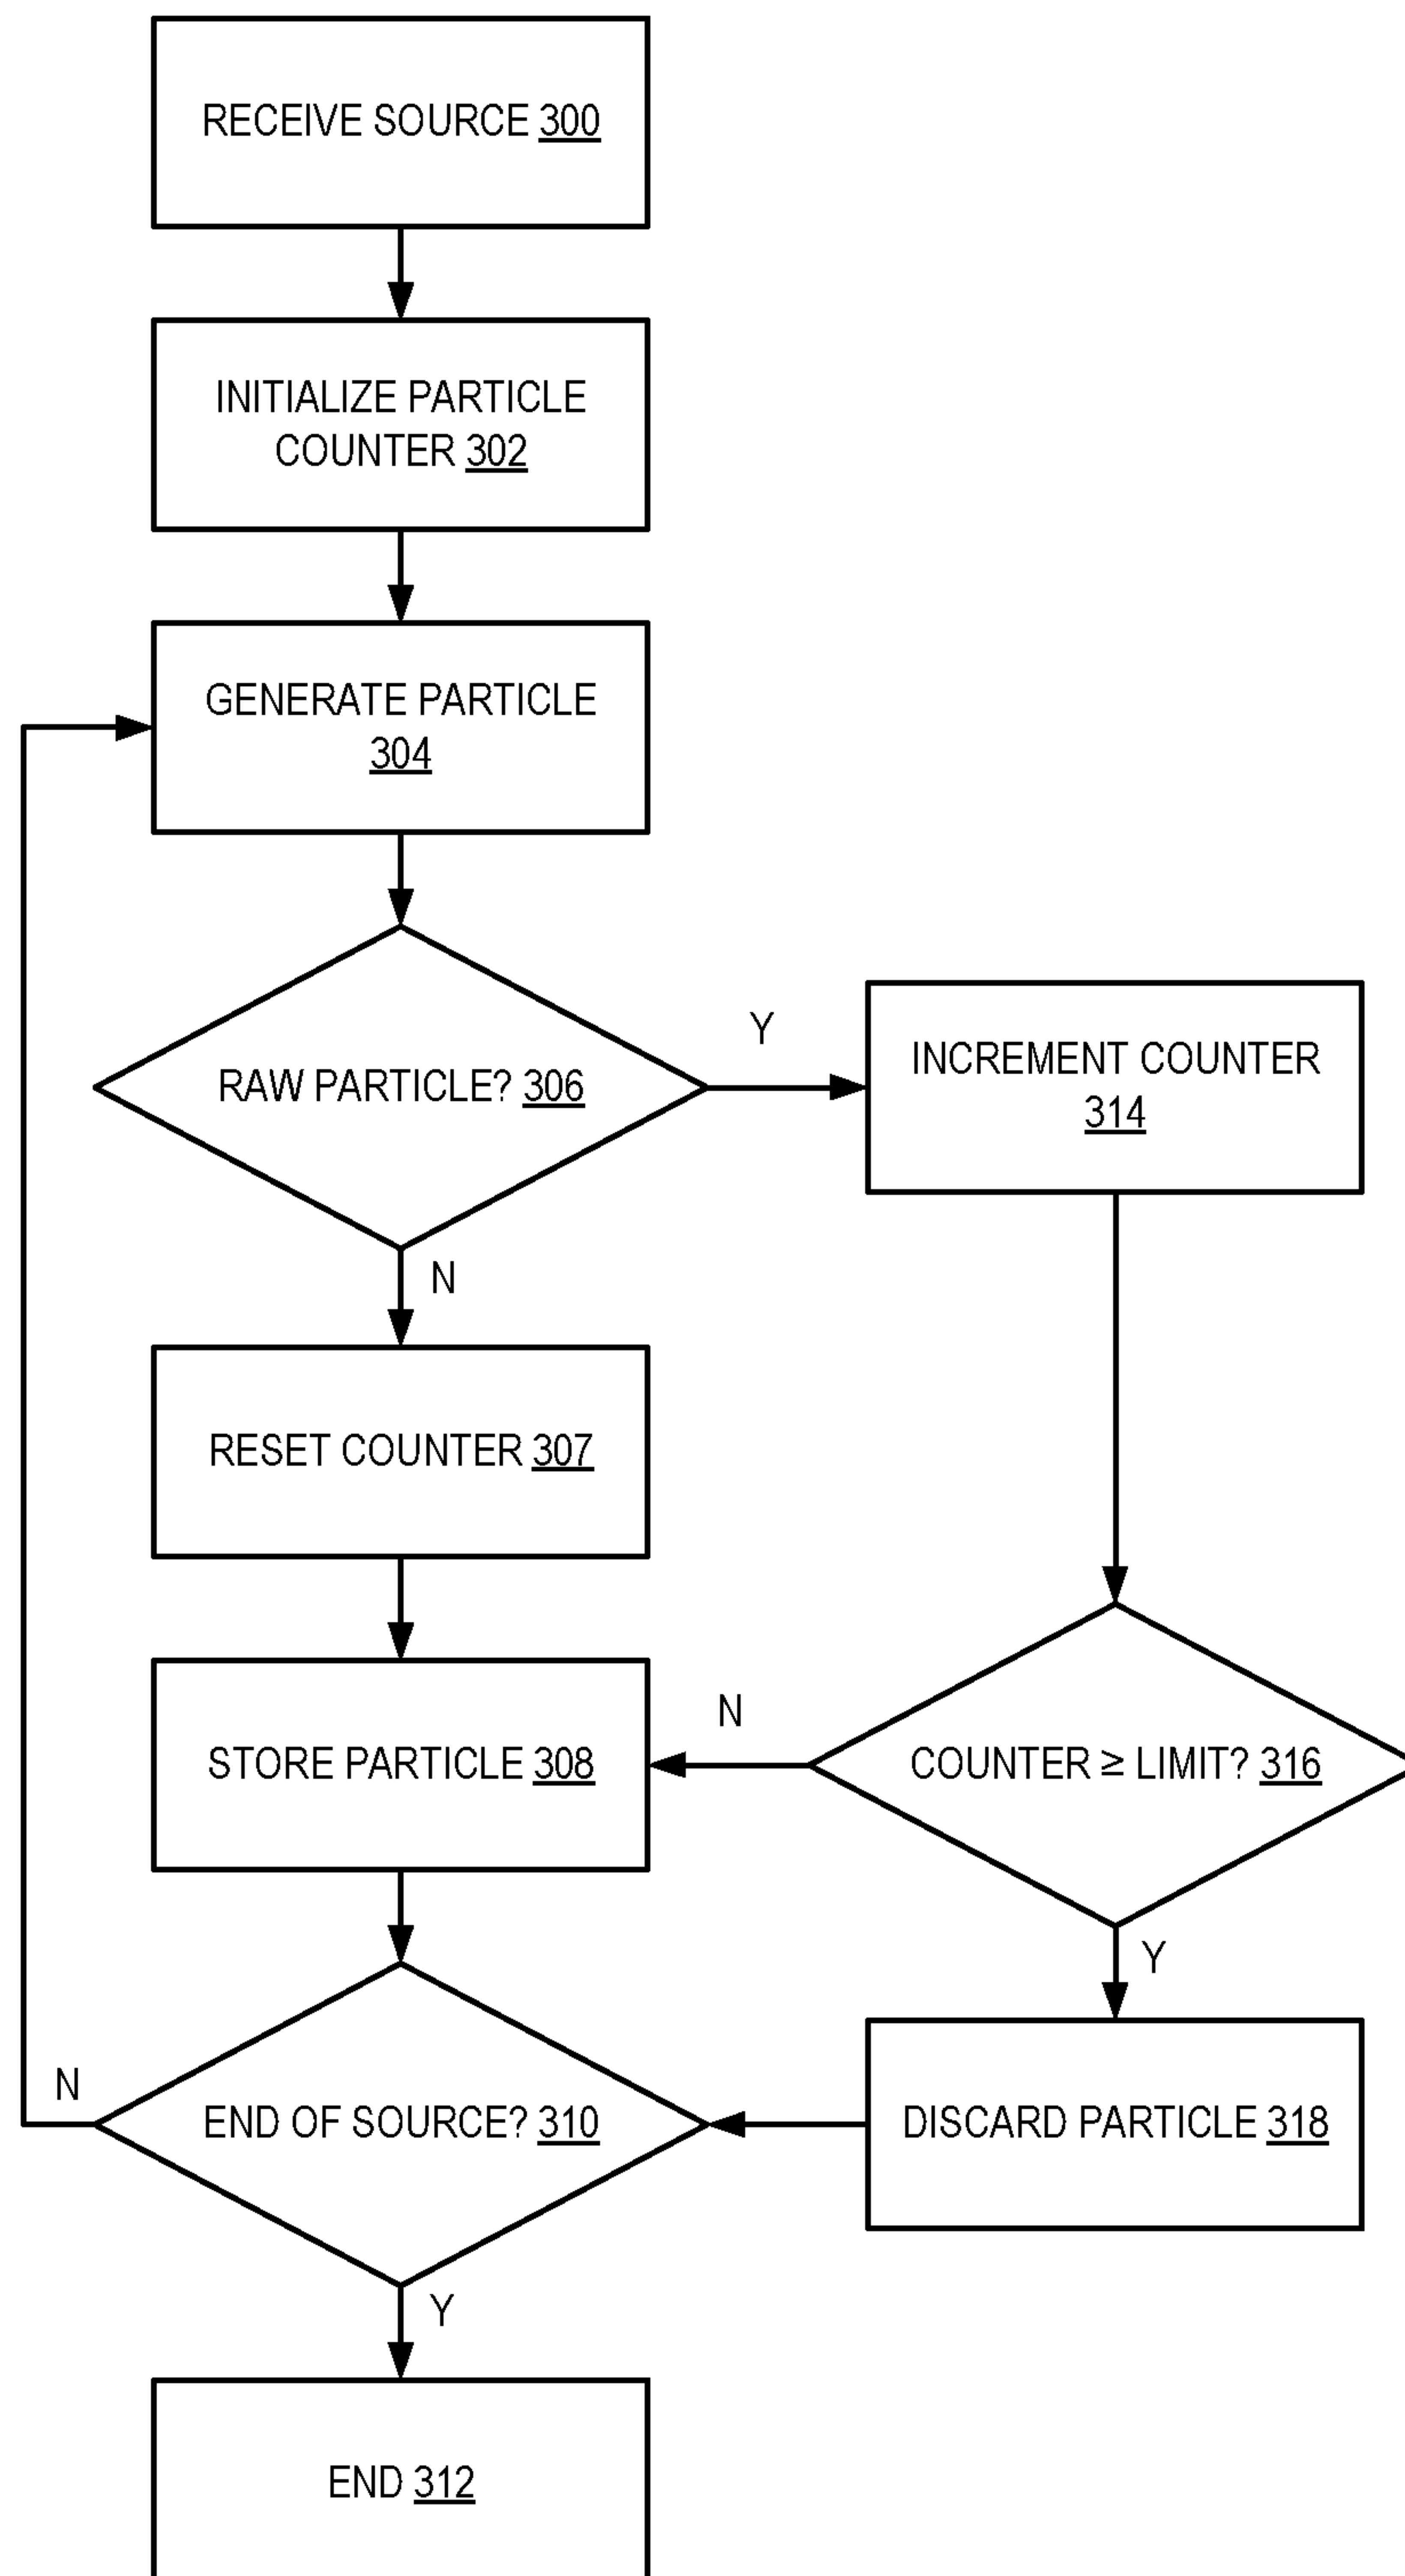 RECEIVE SOURCE 300
INITIALIZE PARTICLE
COUNTER 302
GENERATE PARTICLE
304
RAW PARTICLE? 306
Y
INCREMENT COUNTER
314
N
RESET COUNTER 307
STORE PARTICLE 308
N
COUNTER ≥ LIMIT? 316
Y
N
END OF SOURCE? 310
DISCARD PARTICLE 318
Y
END 312